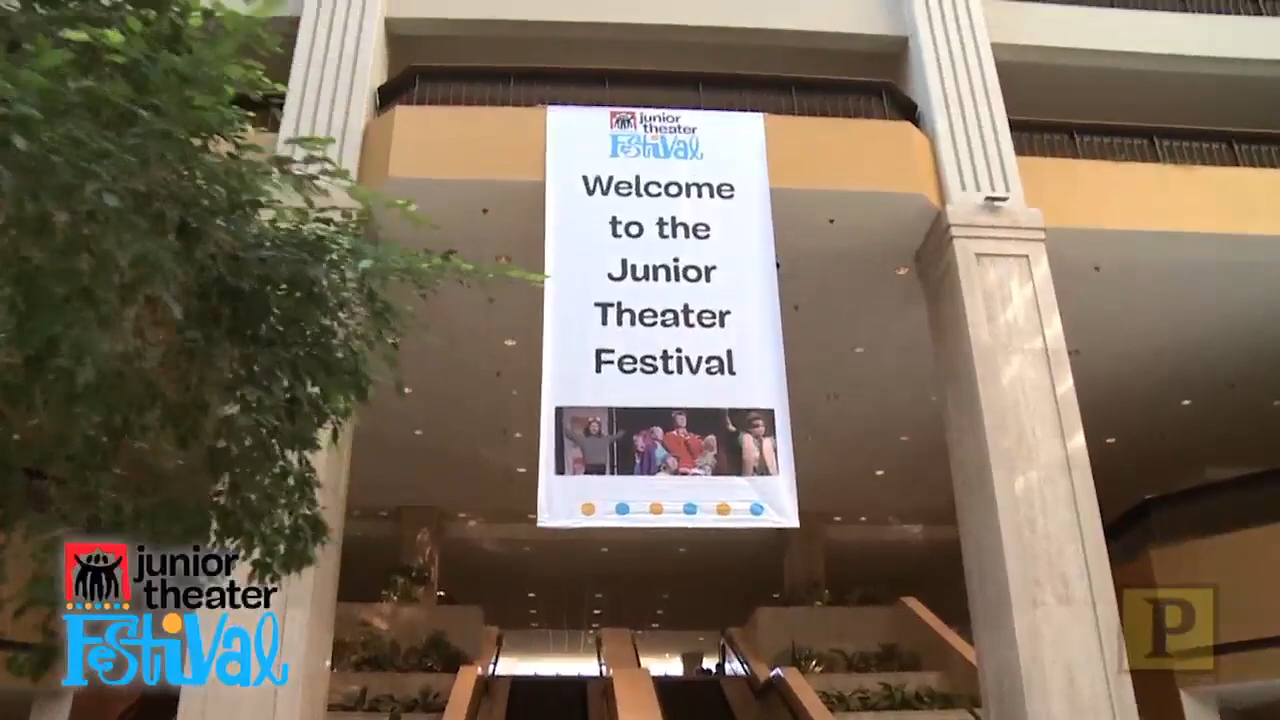 junior
theater
Festival
Welcome
to the
Junior
Theater
Festival
junior
theater
Festival
P